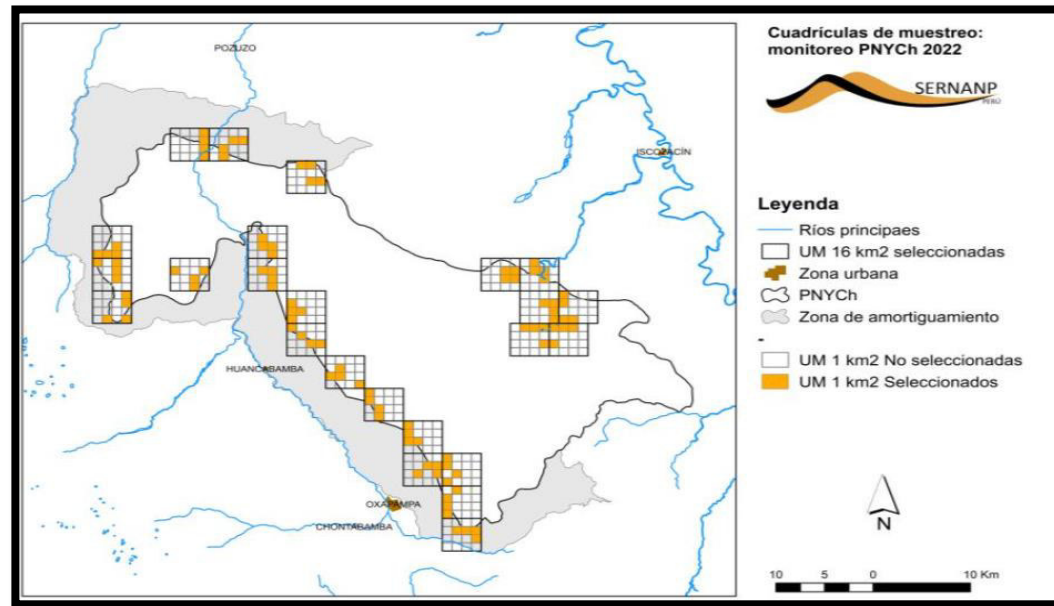 Cuadrículas de muestreo:
monitoreo PNYCh 2022
SERNANP
PERÚ
POZUZO
ISCOZACÍN
HUANCABAMBA
OXAPAMPA
CHONTABAMBA
Leyenda
Ríos principaes
UM 16 km2 seleccionadas
Zona urbana
PNYCh
Zona de amortiguamiento
-
UM 1 km2 No seleccionadas
UM 1 km2 Seleccionados
N
10 5 0 10 Km